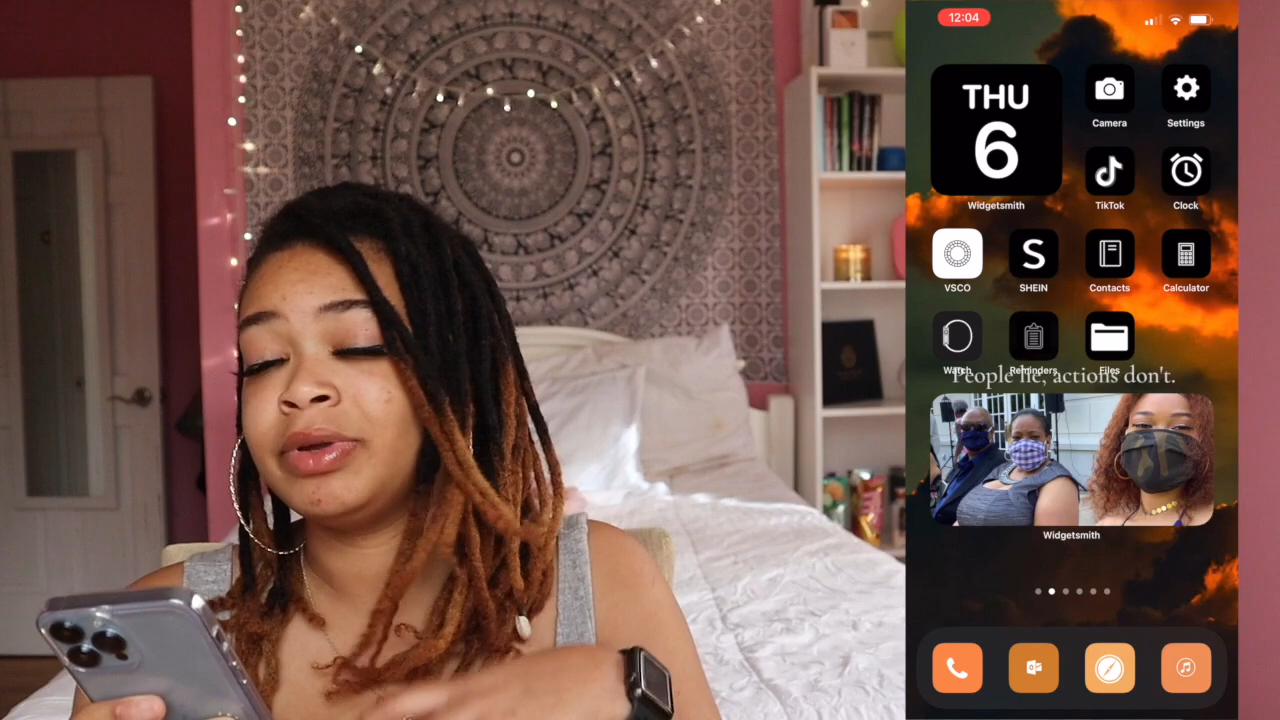 12:04
THU
6
Widgetsmith
Camera
Settings
TikTok
Clock
S
VSCO
SHEIN
Contacts
Calculator
Watch
Reminders
Files
People lie, actions don't.
Widgetsmith